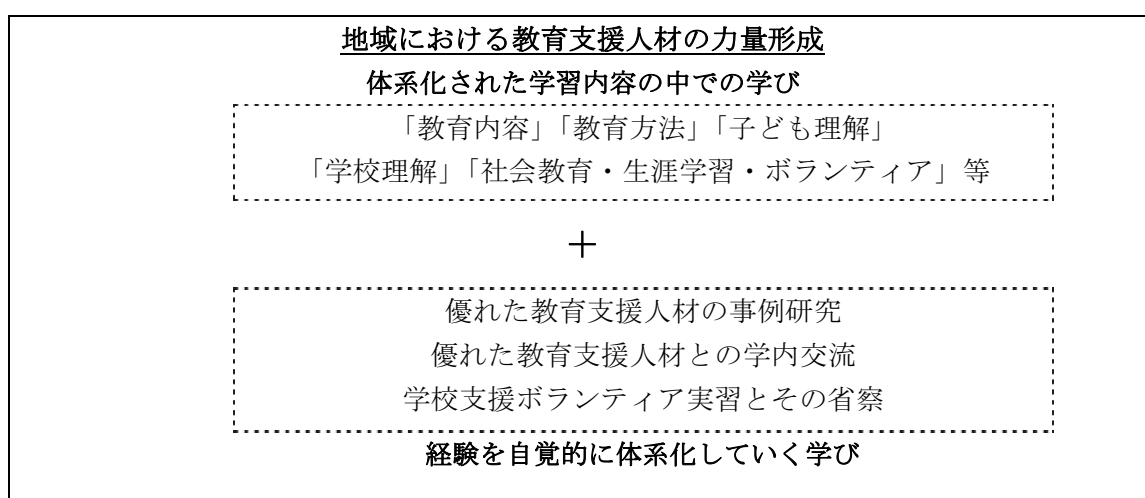 地域における教育支援人材の力量形成
体系化された学習内容の中での学び
「教育内容」「教育方法」「子ども理解」
「学校理解」「社会教育・生涯学習・ボランティア」等
+
優れた教育支援人材の事例研究
優れた教育支援人材との学内交流
学校支援ボランティア実習とその省察
経験を自覚的に体系化していく学び